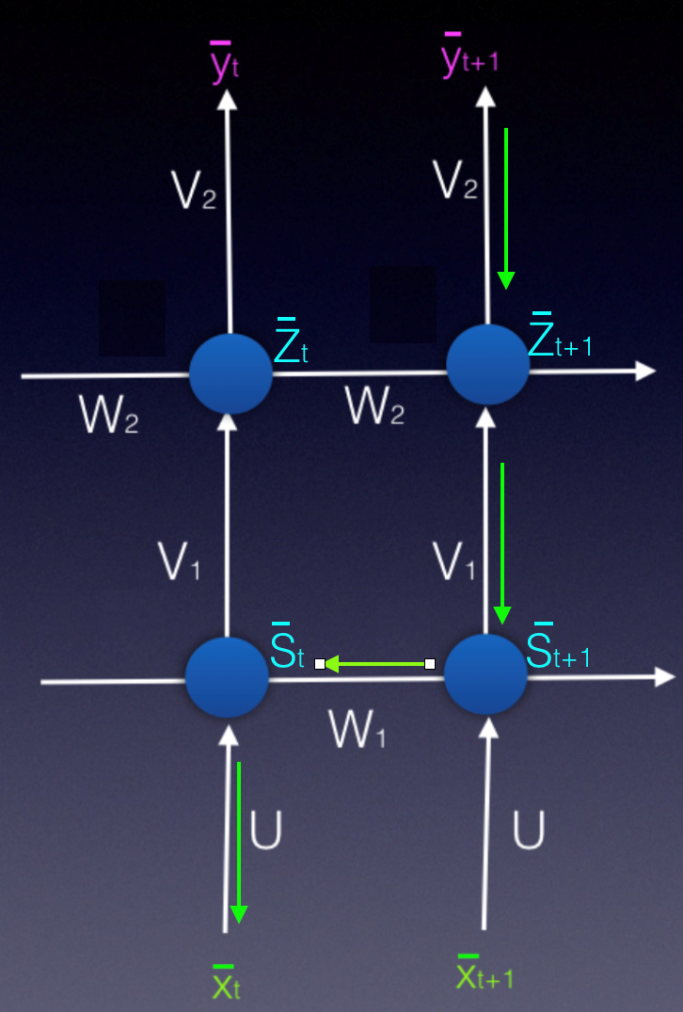 ȳt ȳt+1
V2 V2
Z̄t Z̄t+1
W2 W2
V1 V1
S̄t S̄t+1
W1
U U
x̄t x̄t+1